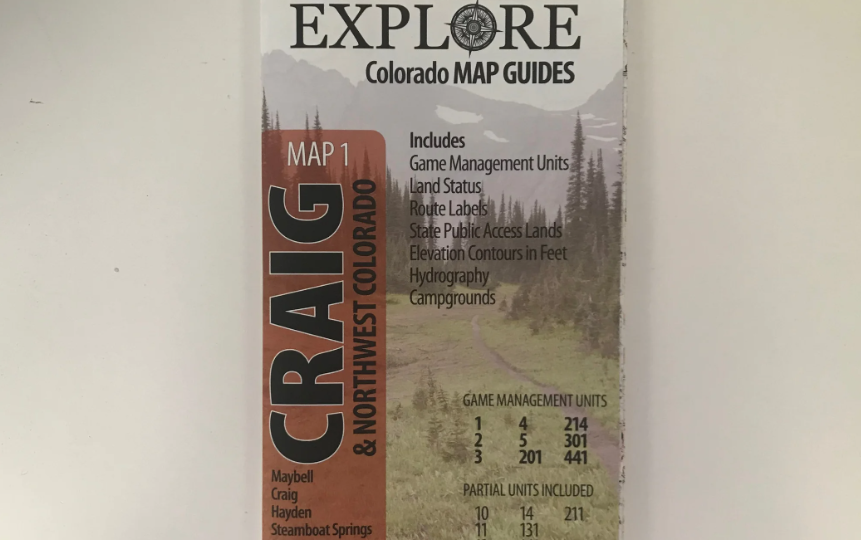 EXPLORE
Colorado MAP GUIDES
MAP 1
CRAIG
& NORTHWEST COLORADO
Maybell
Craig
Hayden
Steamboat Springs
Includes
Game Management Units
Land Status
Route Labels
State Public Access Lands
Elevation Contours in Feet
Hydrography
Campgrounds
GAME MANAGEMENT UNITS
1 4 214
2 5 301
3 201 441
PARTIAL UNITS INCLUDED
10 14 211
11 131